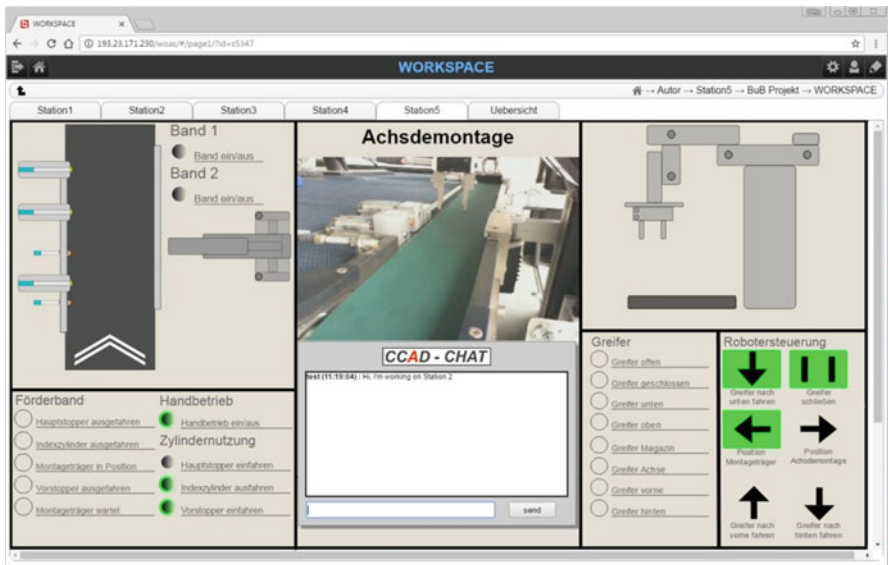 WORKSPACE
193.23.171.230/woas/#/page1/?id=s5347
WORKSPACE
→ Autor → Station5 → BuB Projekt → WORKSPACE
Station1
Station2
Station3
Station4
Station5
Uebersicht
Band 1
Band ein/aus
Band 2
Band ein/aus
Achsdemontage
CCAD - CHAT
test (11:19:04) : Hi, I'm working on Station 2
send
Förderband
Hauptstopper ausgefahren
Indexzylinder ausgefahren
Montageträger in Position
Vorstopper ausgefahren
Montageträger wartet
Handbetrieb
Handbetrieb ein/aus
Zylindernutzung
Hauptstopper einfahren
Indexzylinder ausfahren
Vorstopper einfahren
Greifer
Greifer offen
Greifer geschlossen
Greifer unten
Greifer oben
Greifer Magazin
Greifer Achse
Greifer vorne
Greifer hinten
Robotersteuerung
Greifer nach
unten fahren
Greifer
schließen
Position
Montageträger
Position
Achsdemontage
Greifer nach
vorne fahren
Greifer nach
hinten fahren